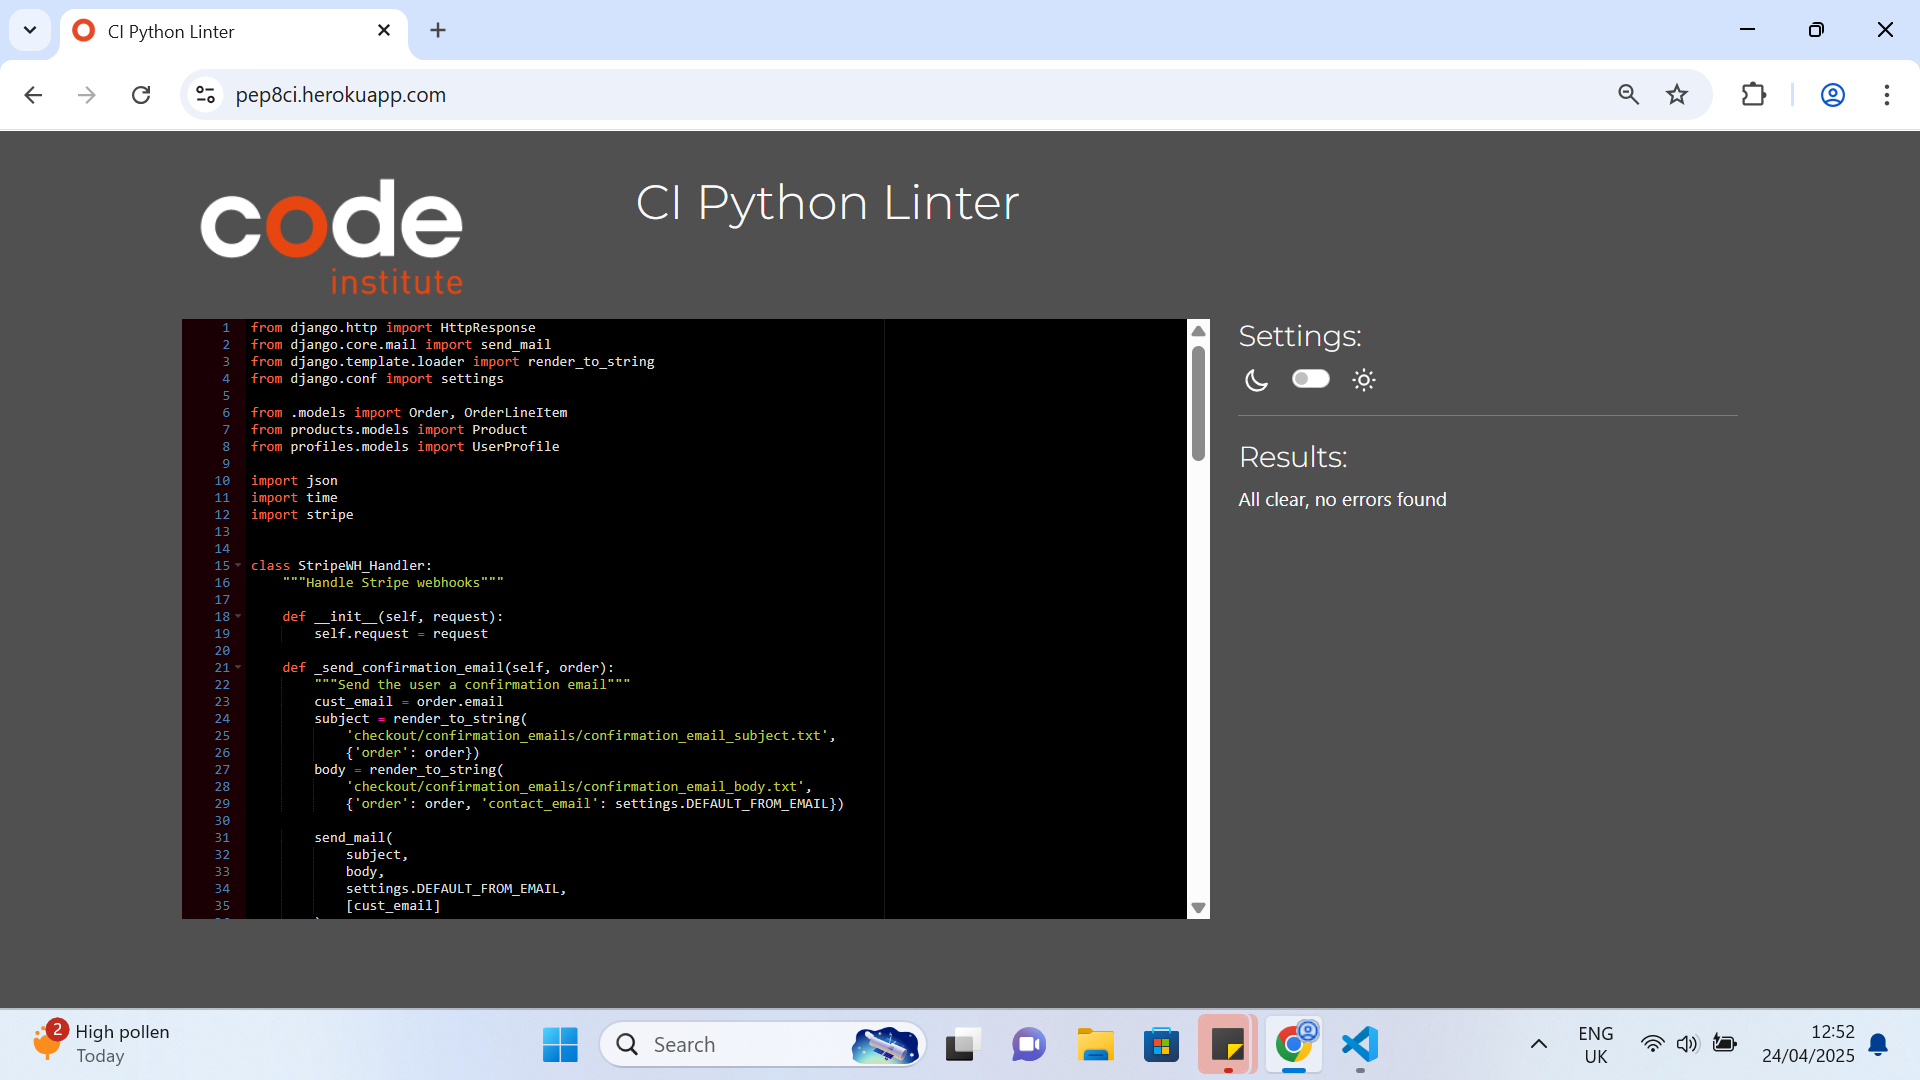 CI Python Linter
pep8ci.herokuapp.com
code
institute
CI Python Linter
1 from django.http import HttpResponse
2 from django.core.mail import send_mail
3 from django.template.loader import render_to_string
4 from django.conf import settings
5
6 from .models import Order, OrderLineItem
7 from products.models import Product
8 from profiles.models import UserProfile
9
10 import json
11 import time
12 import stripe
13
14
15 class StripeWH_Handler:
16 """Handle Stripe webhooks"""
17
18 def __init__(self, request):
19 self.request = request
20
21 def _send_confirmation_email(self, order):
22 """Send the user a confirmation email"""
23 cust_email = order.email
24 subject = render_to_string(
25 'checkout/confirmation_emails/confirmation_email_subject.txt',
26 {'order': order})
27 body = render_to_string(
28 'checkout/confirmation_emails/confirmation_email_body.txt',
29 {'order': order, 'contact_email': settings.DEFAULT_FROM_EMAIL})
30
31 send_mail(
32 subject,
33 body,
34 settings.DEFAULT_FROM_EMAIL,
35 [cust_email]
Settings:
Results:
All clear, no errors found
2
High pollen
Today
Search
ENG
UK
12:52
24/04/2025